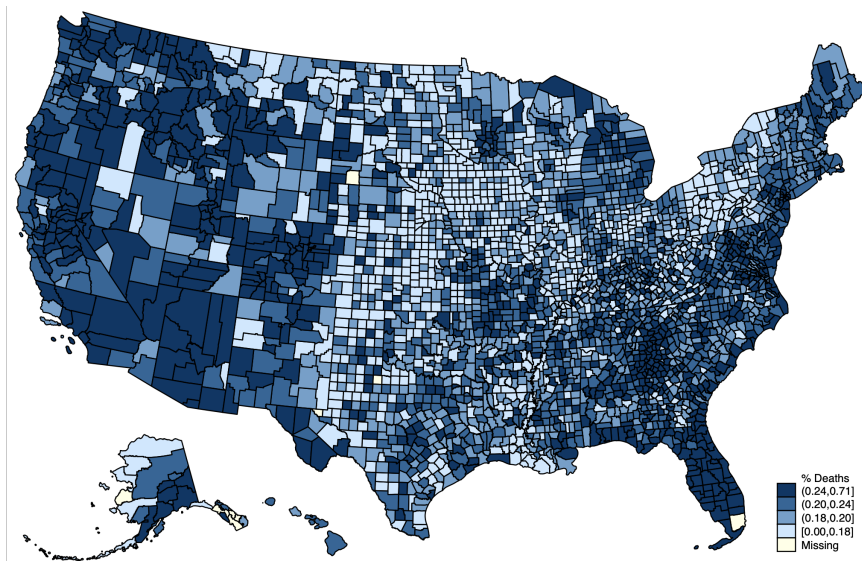 % Deaths
(0.24,0.71]
(0.20,0.24]
(0.18,0.20]
[0.00,0.18]
Missing